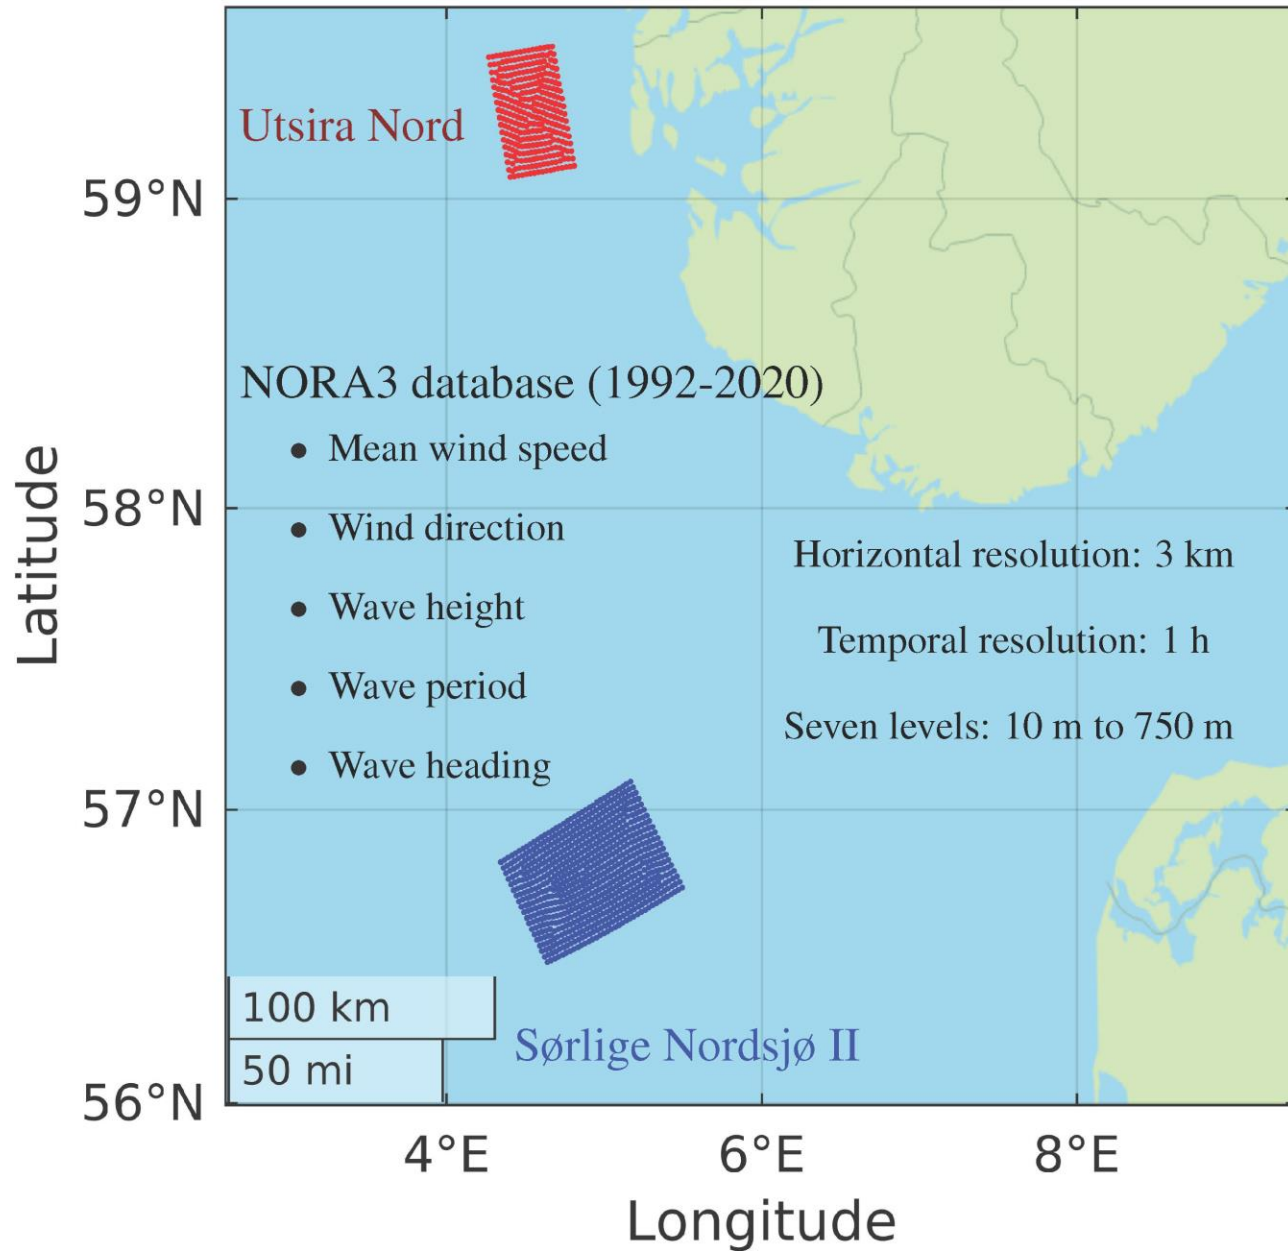 Utsira Nord
59°N
NORA3 database (1992-2020)
• Mean wind speed
58°N
• Wind direction
Horizontal resolution: 3 km
• Wave height
Temporal resolution: 1 h
• Wave period
Seven levels: 10 m to 750 m
• Wave heading
57°N
100 km
Sørlige Nordsjø II
50 mi
56°N
4°E 6°E 8°E
Longitude
Latitude